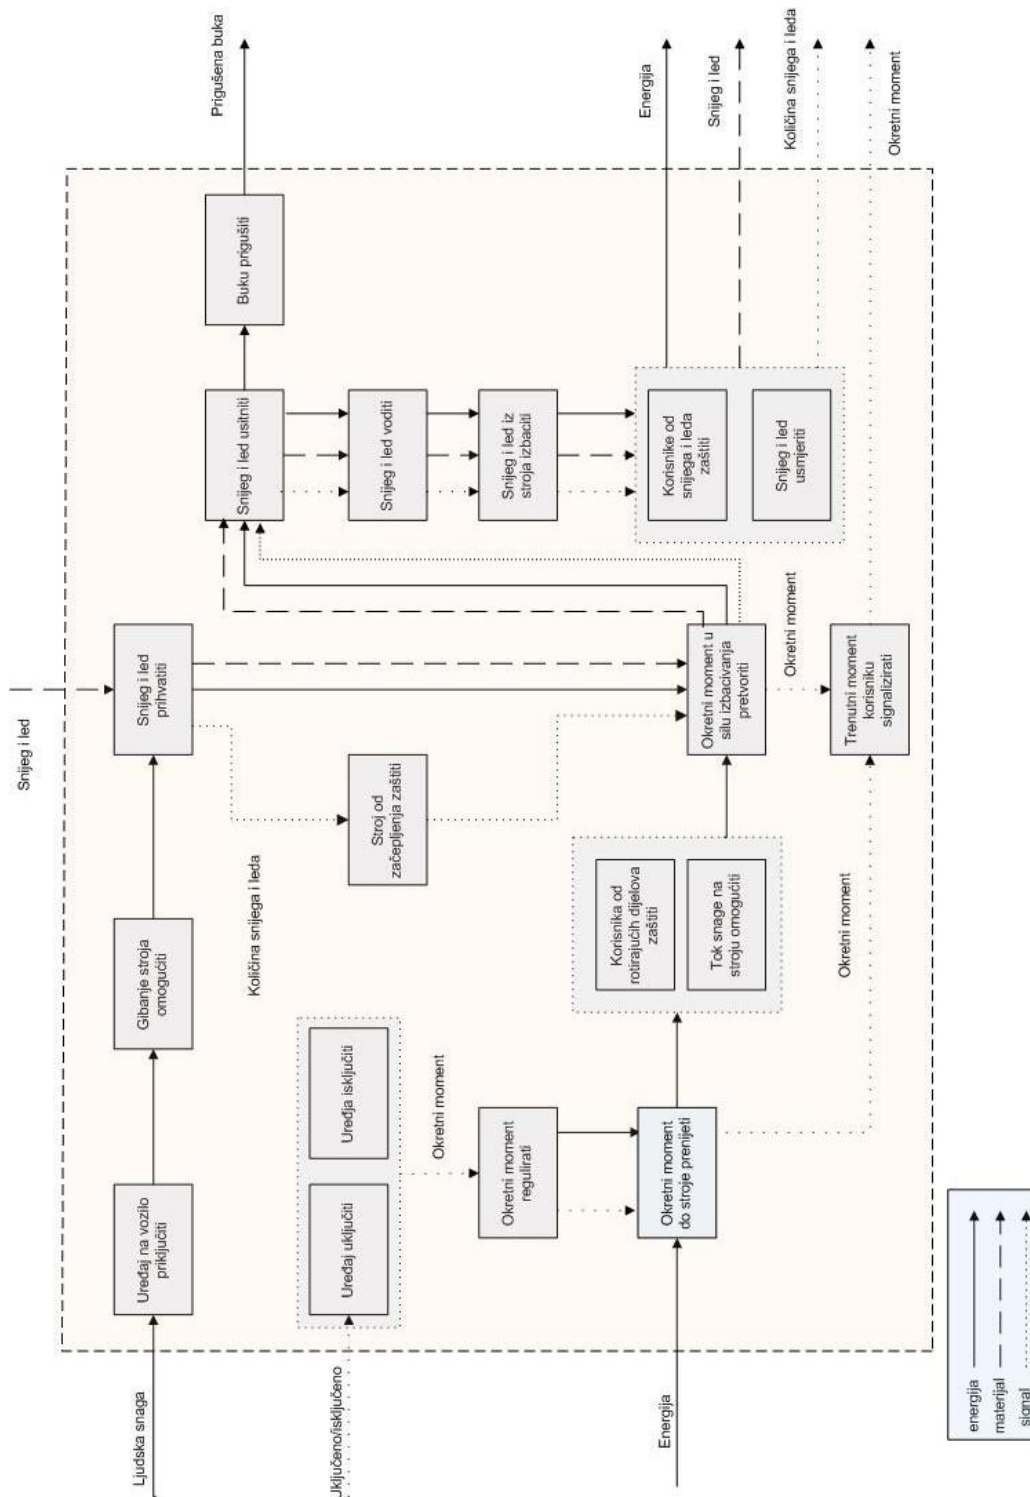 Ljudska snaga
Uređaj na vozilo
priključiti
Gibanje stroja
omogućiti
Snijeg i led
Snijeg i led
prihvatiti
Prigušena buka
Buku prigušiti
Snijeg i led usitniti
Snijeg i led voditi
Snijeg i led iz
stroja izbaciti
Količina snijega i leda
Stroj od
začepljenja zaštiti
Uključeno/isključeno
Uređaj uključiti
Uređja isključiti
Okretni moment
Okretni moment
regulirati
Energija
Okretni moment
do stroje prenijeti
Korisnika od
rotirajućih dijelova
zaštiti
Tok snage na
stroju omogućiti
Okretni moment u
silu izbacivanja
pretvoriti
Korisnike od
snijega i leda
zaštiti
Snijeg i led
usmjeriti
Energija
Snijeg i led
Količina snijega i leda
Okretni moment
Okretni moment
Okretni moment
Trenutni moment
korisniku
signalizirati
energija
materijal
signal